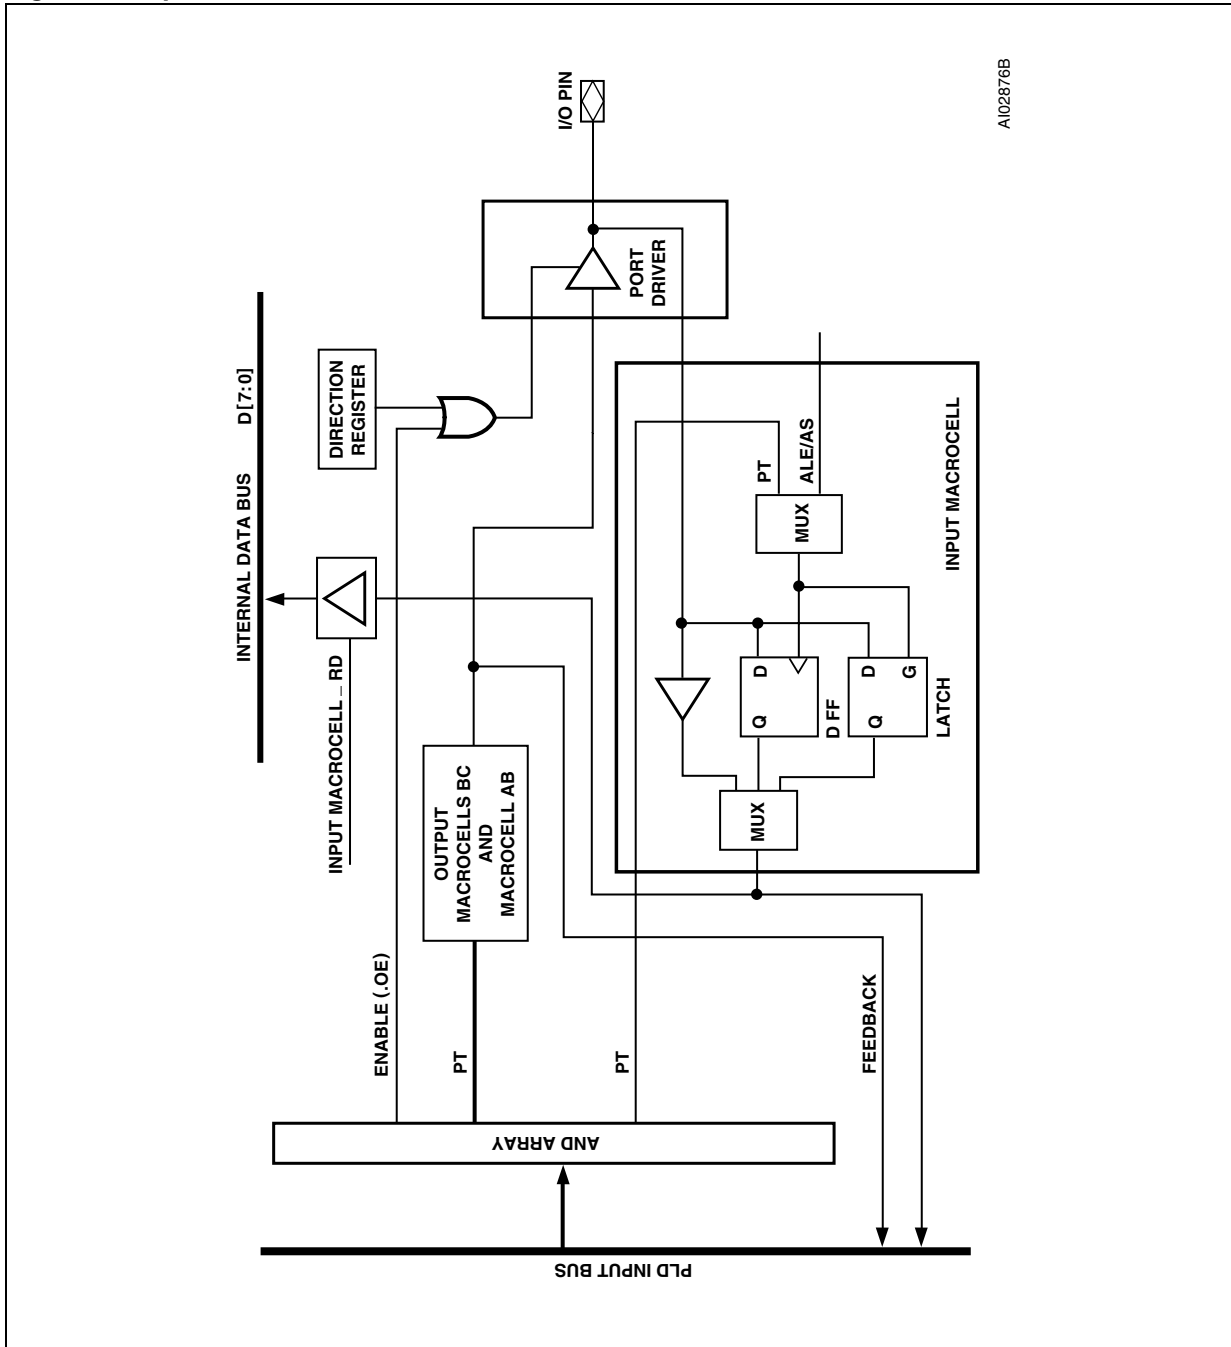 INTERNAL DATA BUS D[7:0]
DIRECTION
REGISTER
I/O PIN
INPUT MACROCELL _ RD
PORT
DRIVER
ENABLE (.OE)
OUTPUT
MACROCELLS BC
AND
MACROCELL AB
PT
PT
PT
ALE/AS
MUX
D
Q
D FF
D
G
Q
LATCH
MUX
INPUT MACROCELL
FEEDBACK
AND ARRAY
PLD INPUT BUS
AI02876B